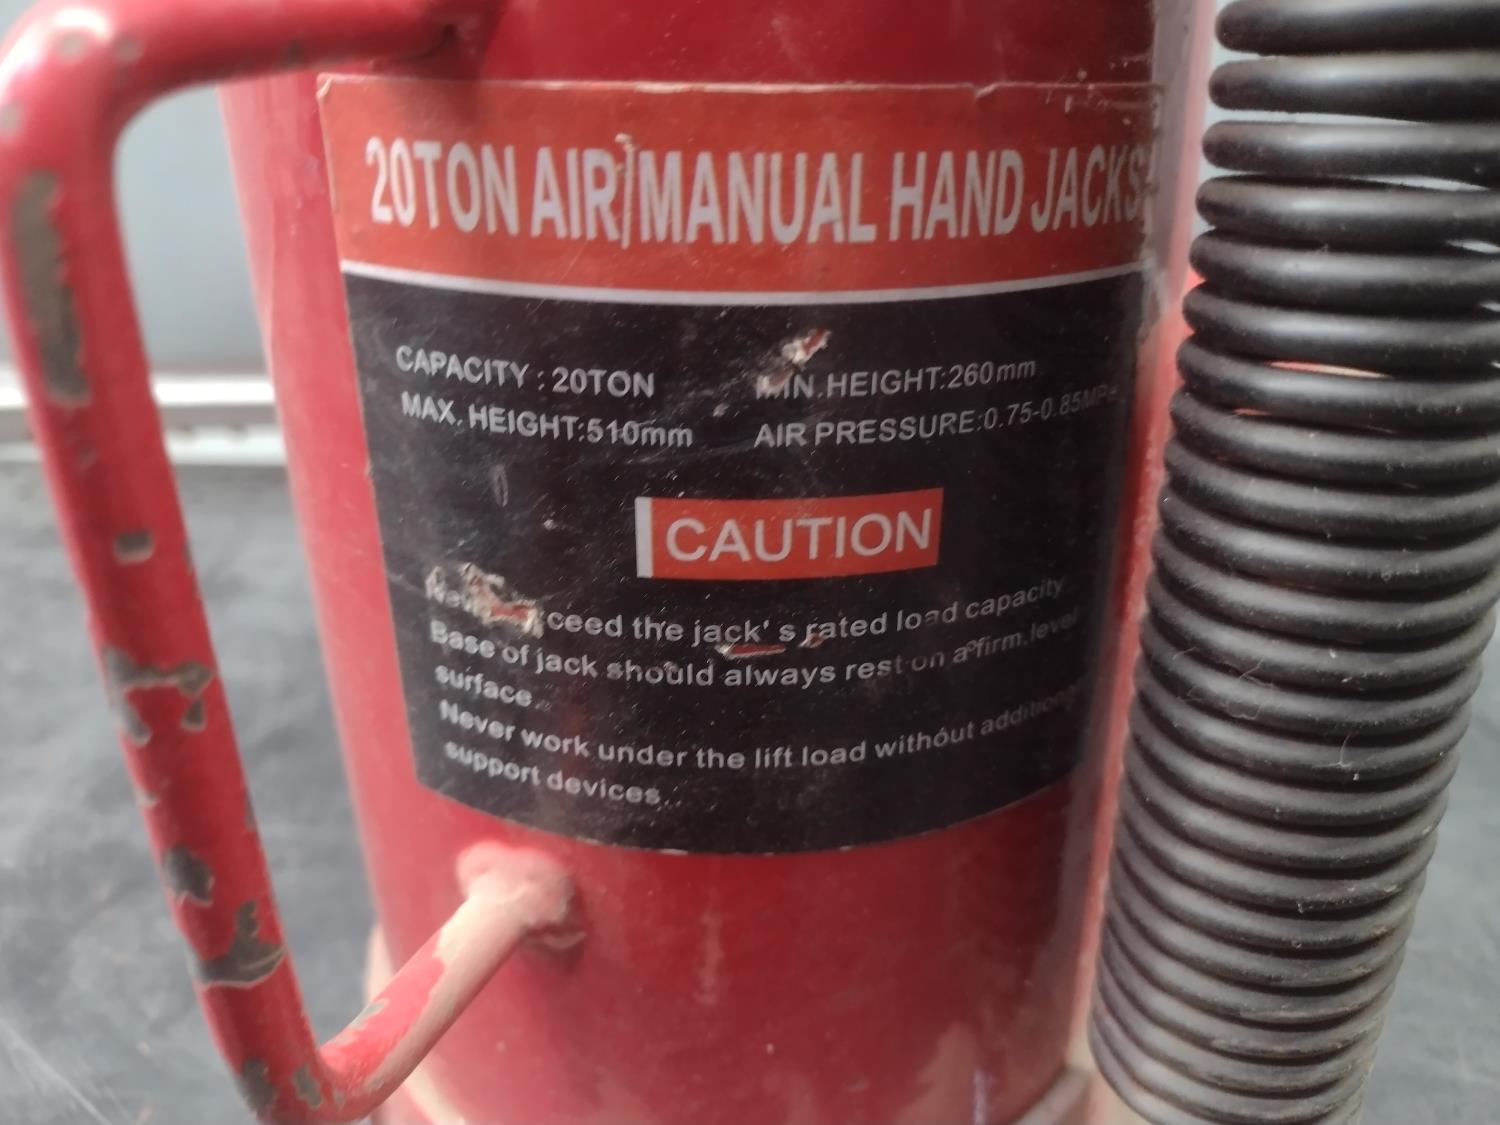 20TON AIR/MANUAL HAND JACKS
CAPACITY : 20TON MIN.HEIGHT:260mm
MAX. HEIGHT:510mm AIR PRESSURE:0.75-0.85MPa
CAUTION
ceed the jack' s rated load capacity
Base of jack should always rest on a firm.level
surface.
Never work under the lift load without additional
support devices..